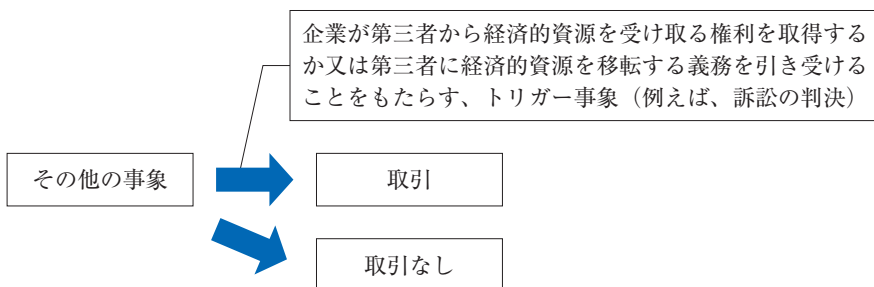 企業が第三者から経済的資源を受け取る権利を取得する
か又は第三者に経済的資源を移転する義務を引き受ける
ことをもたらす、トリガー事象（例えば、訴訟の判決）
その他の事象
取引
取引なし